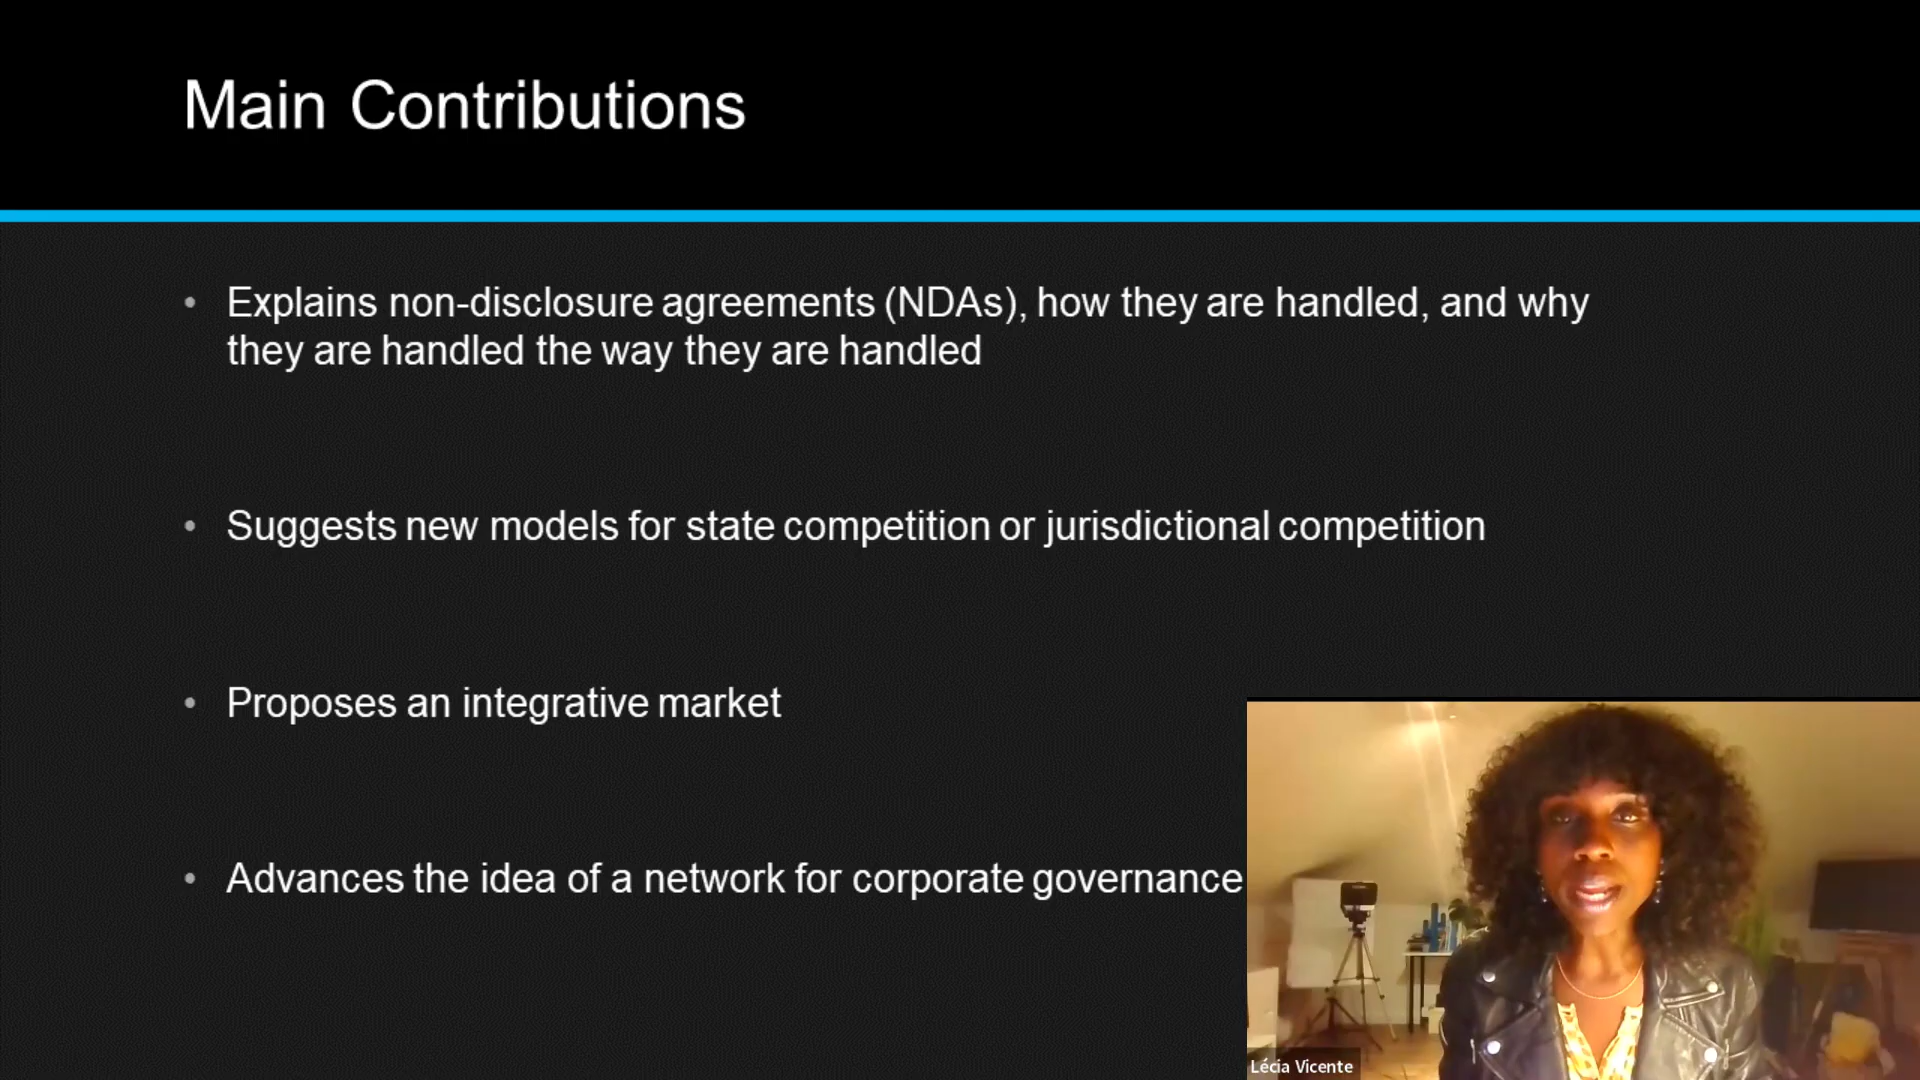 Main Contributions
• Explains non-disclosure agreements (NDAs), how they are handled, and why
they are handled the way they are handled
• Suggests new models for state competition or jurisdictional competition
• Proposes an integrative market
• Advances the idea of a network for corporate governance
Lécia Vicente